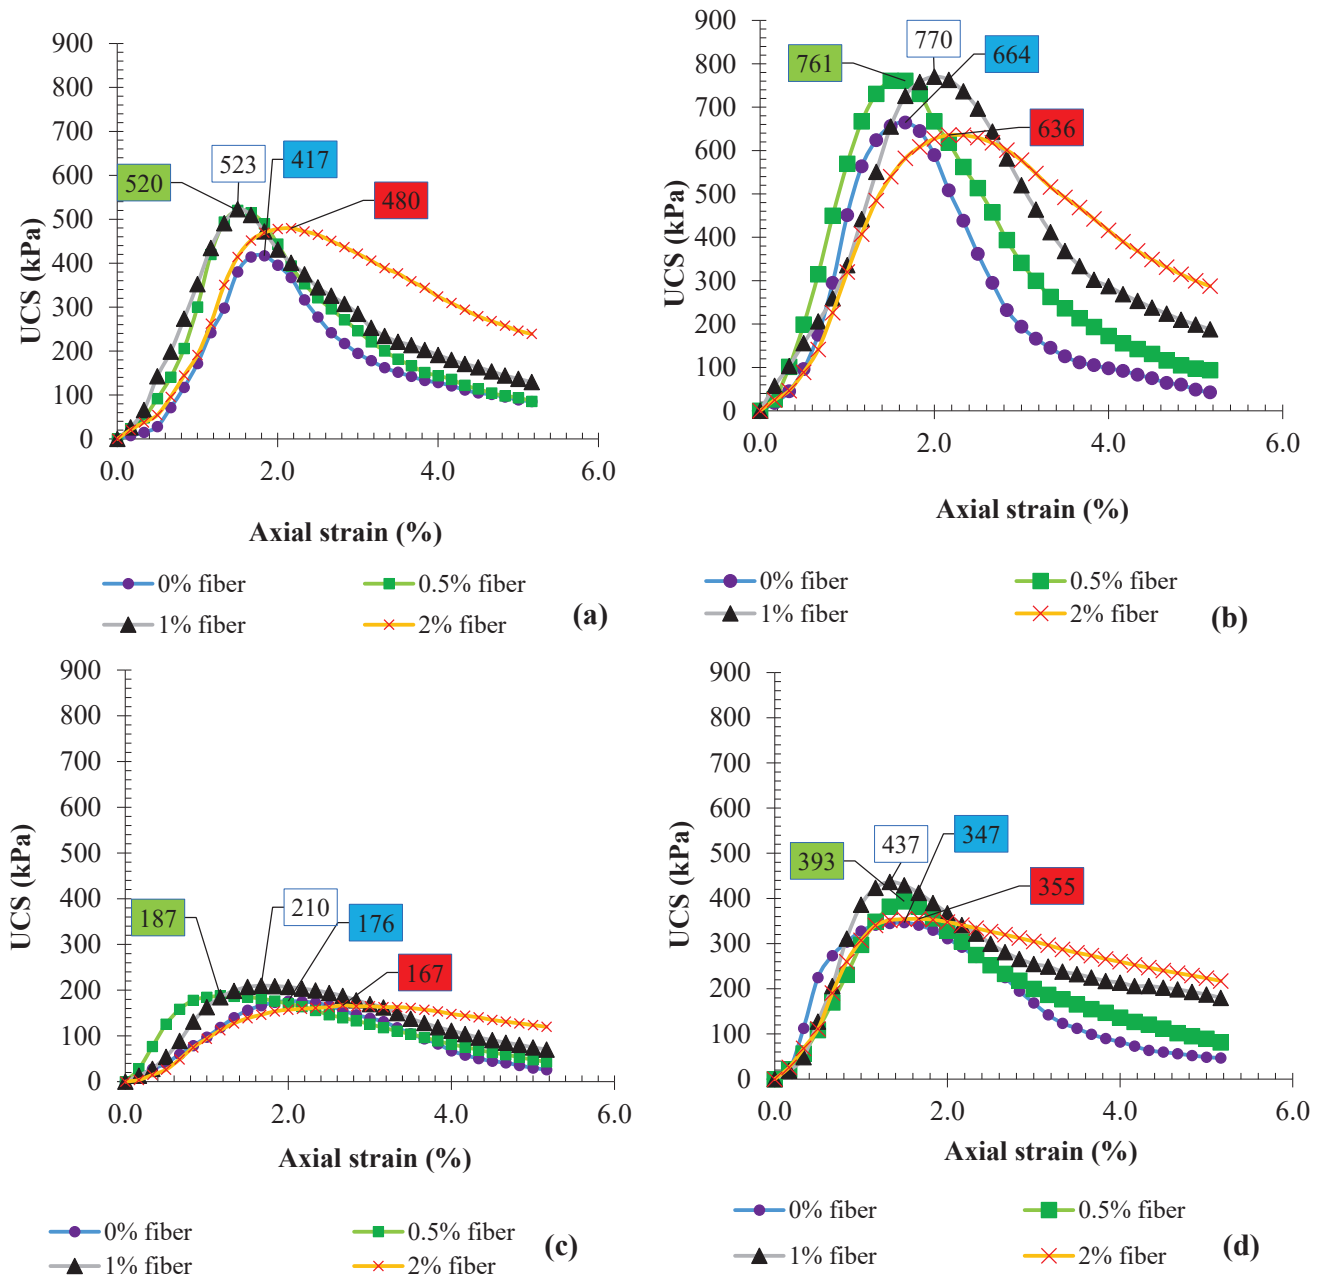 900
800
700
600
500
400
300
200
100
0
UCS (kPa)
520
523
417
480
0.0
2.0
4.0
6.0
Axial strain (%)
0% fiber
0.5% fiber
1% fiber
2% fiber
(a)
900
800
700
600
500
400
300
200
100
0
UCS (kPa)
761
770
664
636
0.0
2.0
4.0
6.0
Axial strain (%)
0% fiber
0.5% fiber
1% fiber
2% fiber
(b)
900
800
700
600
500
400
300
200
100
0
UCS (kPa)
187
210
176
167
0.0
2.0
4.0
6.0
Axial strain (%)
0% fiber
0.5% fiber
1% fiber
2% fiber
(c)
900
800
700
600
500
400
300
200
100
0
UCS (kPa)
393
437
347
355
0.0
2.0
4.0
6.0
Axial strain (%)
0% fiber
0.5% fiber
1% fiber
2% fiber
(d)